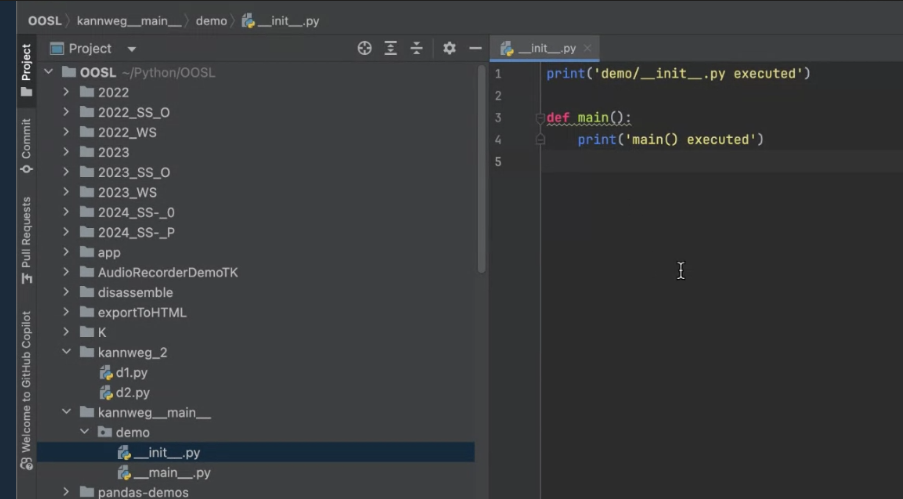 OOSL kannweg__main__ demo __init__.py
Project
Commit
Pull Requests
Welcome to GitHub Copilot
Project
OOSL ~/Python/OOSL
2022
2022_SS_O
2022_WS
2023
2023_SS_O
2023_WS
2024_SS-_0
2024_SS-_P
app
AudioRecorderDemoTK
disassemble
exportToHTML
K
kannweg_2
d1.py
d2.py
kannweg__main__
demo
__init__.py
__main__.py
pandas-demos
__init__.py
1 print('demo/__init__.py executed')
2
3 def main():
4 print('main() executed')
5